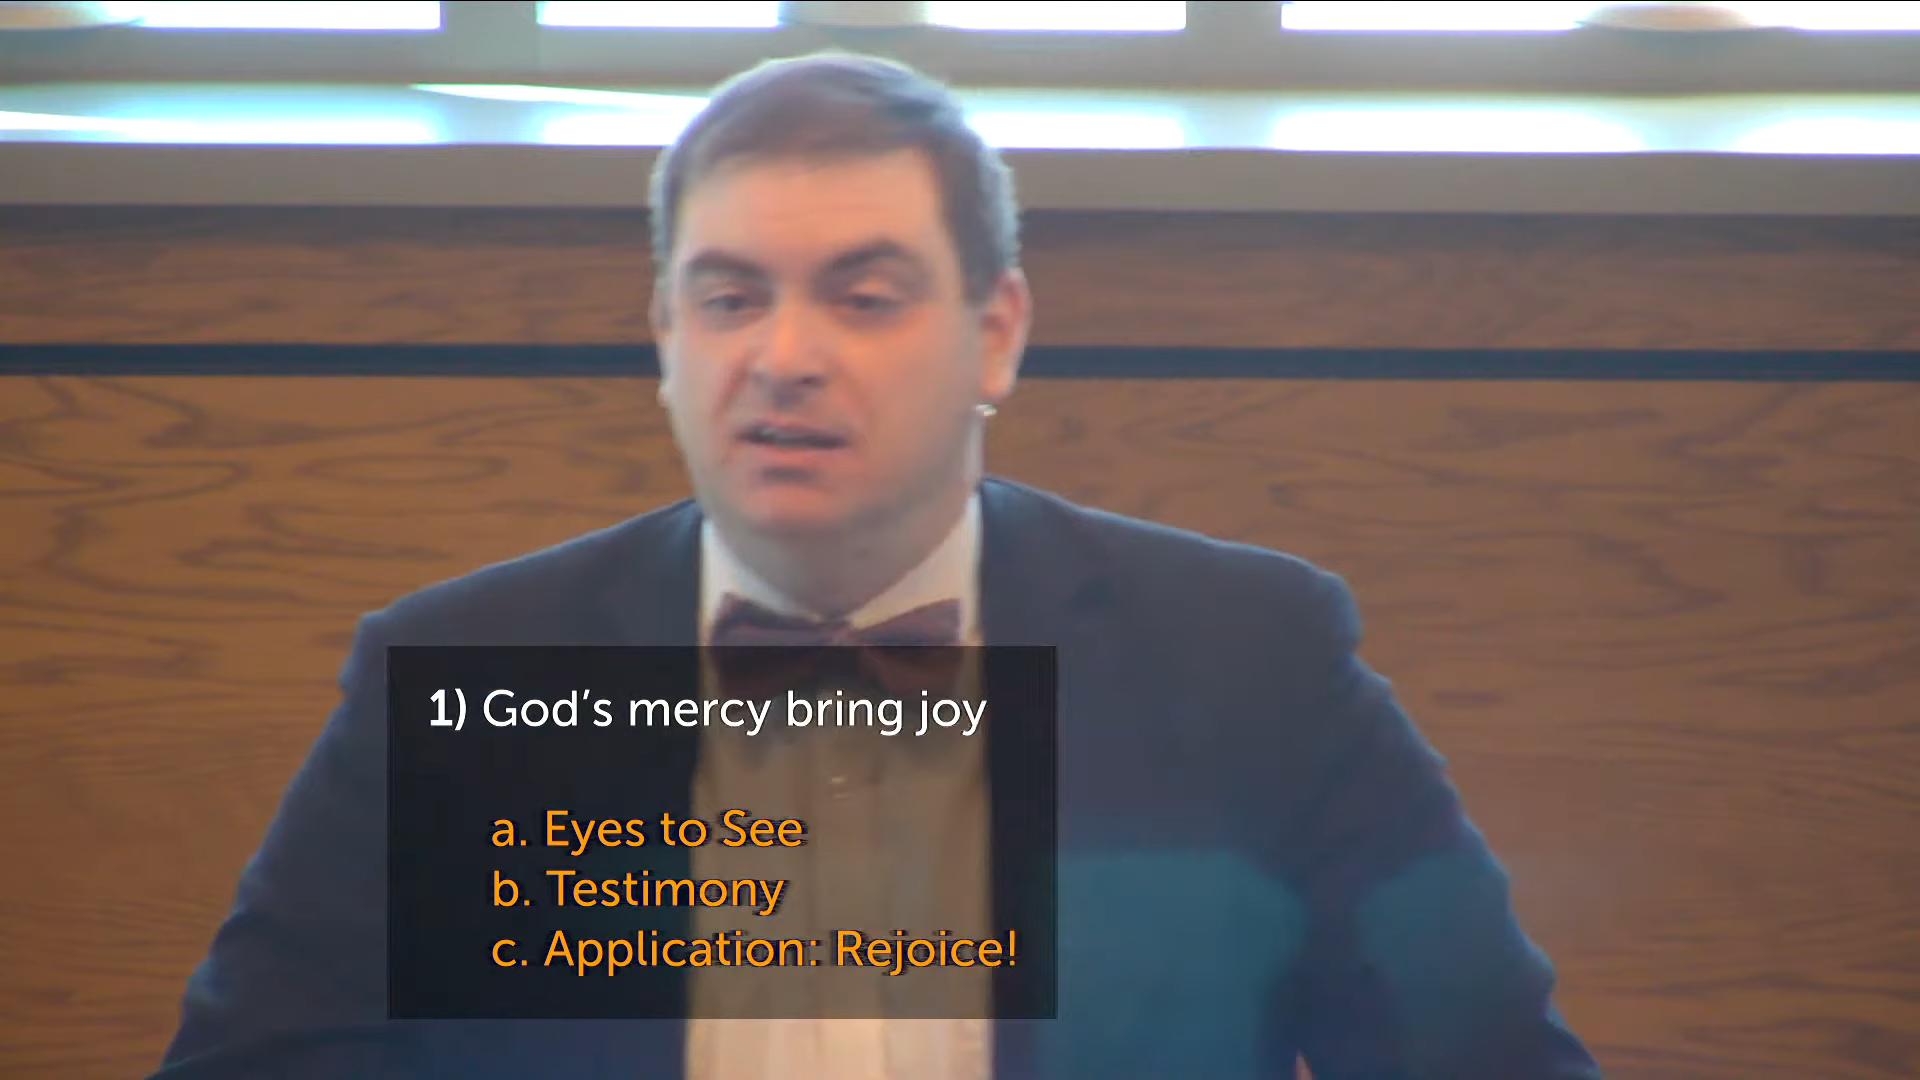 1) God's mercy bring joy
a. Eyes to See
b. Testimony
c. Application: Rejoice!